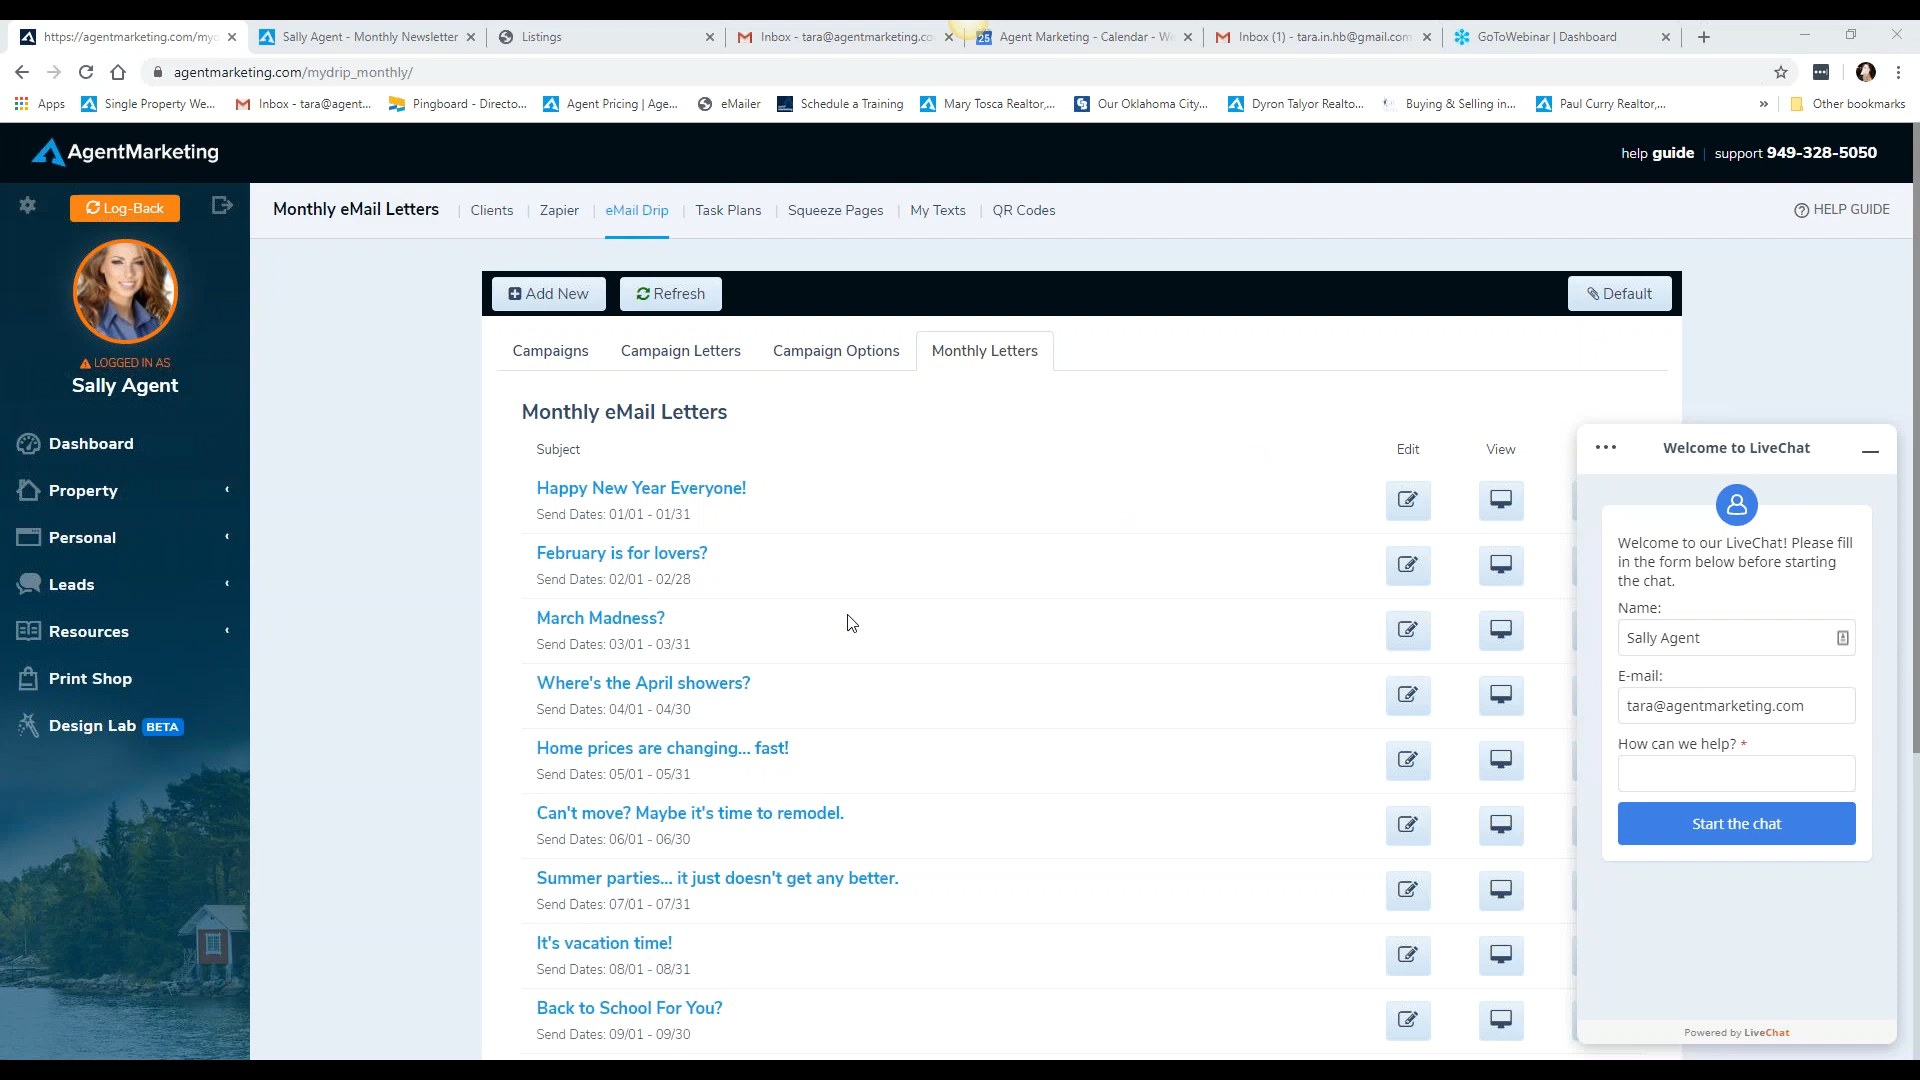 https://agentmarketing.com/myd
Sally Agent - Monthly Newsletter
Listings
Inbox - tara@agentmarketing.co
25
Agent Marketing - Calendar - We
Inbox (1) - tara.in.hb@gmail.com
GoToWebinar | Dashboard
agentmarketing.com/mydrip_monthly/
Apps
Single Property We...
Inbox - tara@agent...
Pingboard - Directo...
Agent Pricing | Age...
eMailer
Schedule a Training
Mary Tosca Realtor,...
Our Oklahoma City...
Dyron Talyor Realto...
Buying & Selling in...
Paul Curry Realtor,...
»
Other bookmarks
AgentMarketing
help guide | support 949-328-5050
Log-Back
LOGGED IN AS
Sally Agent
Dashboard
Property
Personal
Leads
Resources
Print Shop
Design Lab BETA
Monthly eMail Letters | Clients | Zapier | eMail Drip | Task Plans | Squeeze Pages | My Texts | QR Codes
HELP GUIDE
Add New
Refresh
Default
Campaigns
Campaign Letters
Campaign Options
Monthly Letters
Monthly eMail Letters
Subject
Edit
View
Happy New Year Everyone!
Send Dates: 01/01 - 01/31
February is for lovers?
Send Dates: 02/01 - 02/28
March Madness?
Send Dates: 03/01 - 03/31
Where's the April showers?
Send Dates: 04/01 - 04/30
Home prices are changing... fast!
Send Dates: 05/01 - 05/31
Can't move? Maybe it's time to remodel.
Send Dates: 06/01 - 06/30
Summer parties... it just doesn't get any better.
Send Dates: 07/01 - 07/31
It's vacation time!
Send Dates: 08/01 - 08/31
Back to School For You?
Send Dates: 09/01 - 09/30
Welcome to LiveChat
Welcome to our LiveChat! Please fill
in the form below before starting
the chat.
Name:
Sally Agent
E-mail:
tara@agentmarketing.com
How can we help? *
Start the chat
Powered by LiveChat